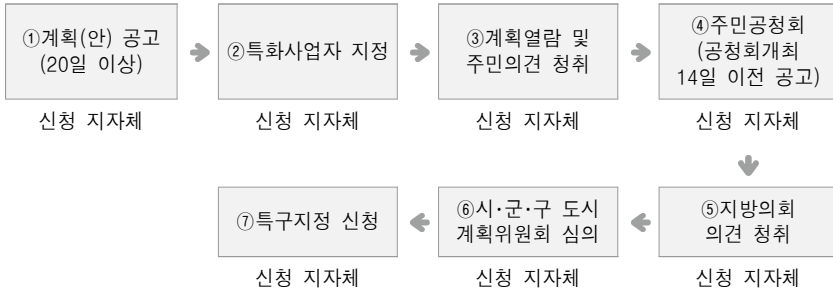 ①계획(안) 공고
(20일 이상)
신청 지자체
②특화사업자 지정
신청 지자체
③계획열람 및
주민의견 청취
신청 지자체
④주민공청회
(공청회개최
14일 이전 공고)
신청 지자체
⑤지방의회
의견 청취
신청 지자체
⑥시·군·구 도시
계획위원회 심의
신청 지자체
⑦특구지정 신청
신청 지자체